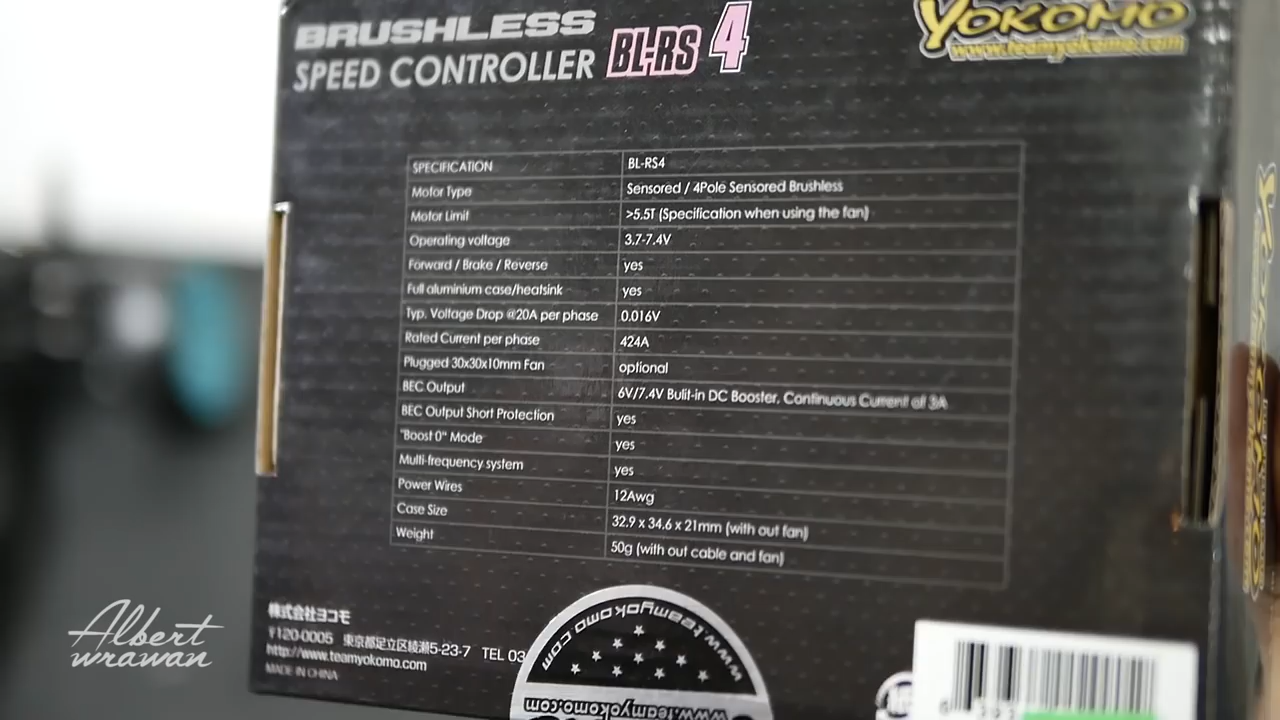 BRUSHLESS
SPEED CONTROLLER BL-RS 4
YOKOMO
www.teamyokomo.com
SPECIFICATION BL-RS4
Motor Type Sensored / 4Pole Sensored Brushless
Motor Limit >5.5T (Specification when using the fan)
Operating voltage 3.7-7.4V
Forward / Brake / Reverse yes
Full aluminium case/heatsink yes
Typ. Voltage Drop @20A per phase 0.016V
Rated Current per phase 424A
Plugged 30x30x10mm Fan optional
BEC Output 6V/7.4V Bulit-in DC Booster, Continuous Current of 3A
BEC Output Short Protection yes
"Boost 0" Mode yes
Multi-frequency system yes
Power Wires 12Awg
Case Size 32.9 x 34.6 x 21mm (with out fan)
Weight 50g (with out cable and fan)
株式会社ヨコモ
〒120-0005 東京都足立区綾瀬5-23-7 TEL 03
http://www.teamyokomo.com
MADE IN CHINA
www.teamyokomo.com
www.teamyokomo.com
Albert
wrawan
YOKOMO